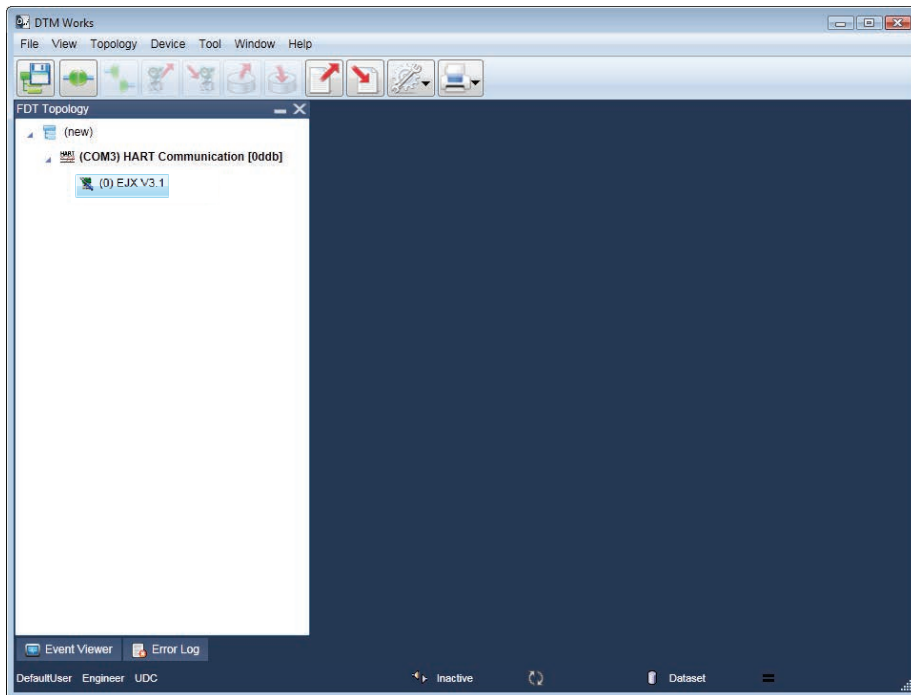 DTM Works
File View Topology Device Tool Window Help
FDT Topology
(new)
HART (COM3) HART Communication [0ddb]
(0) EJX V3.1
Event Viewer Error Log
DefaultUser Engineer UDC Inactive Dataset